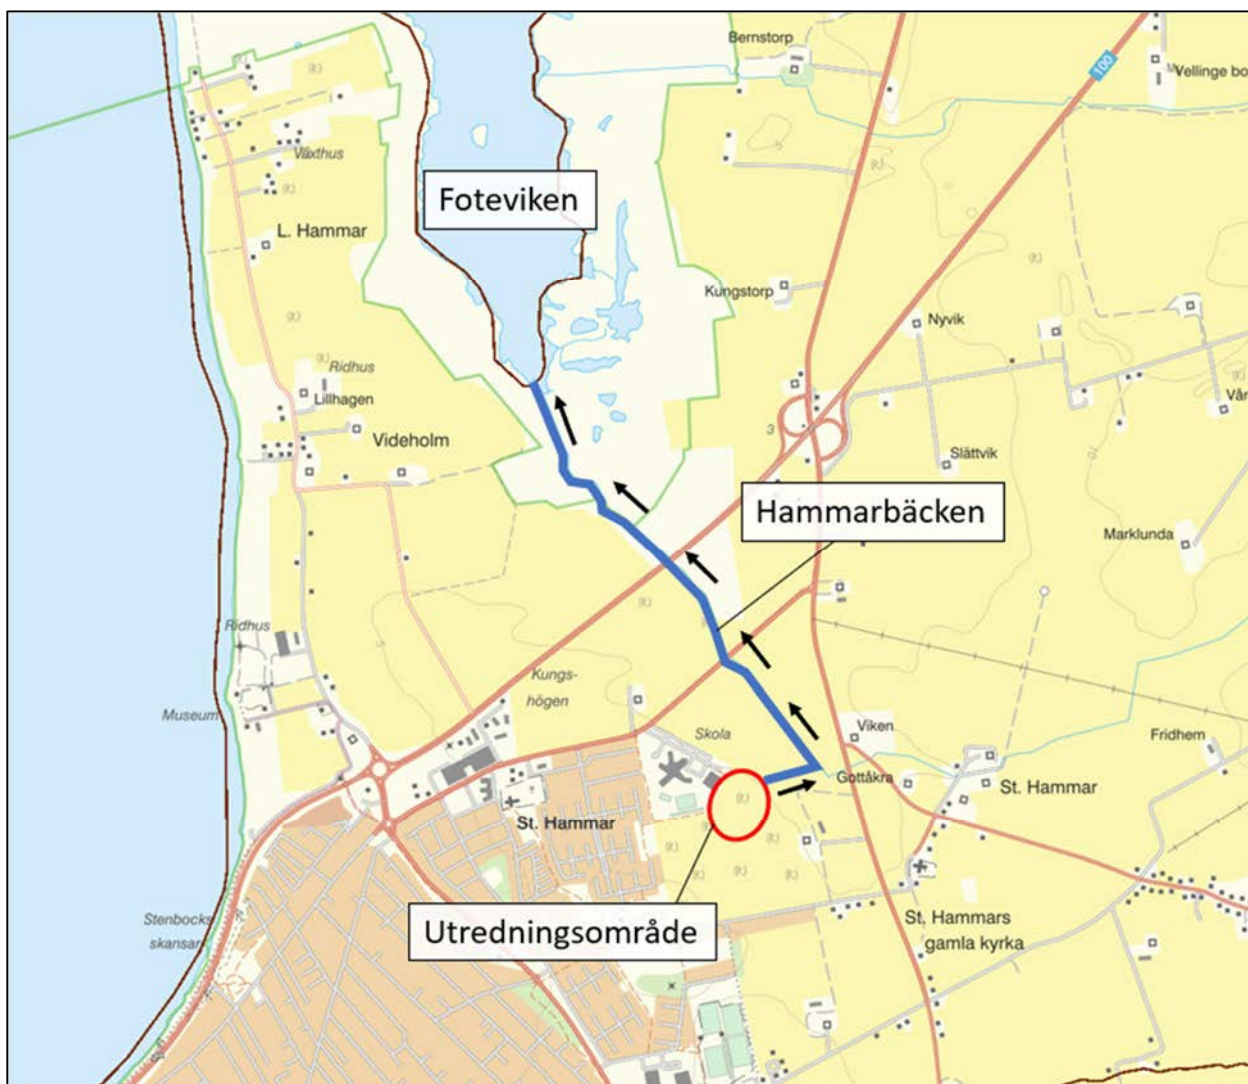 Bernstorp
100
Vellinge bo
Växthus
Foteviken
L. Hammar
Kungstorp
Nyvik
Ridhus
Lillhagen
Vår
Videholm
3
Slättvik
Hammarbäcken
Marklunda
Ridhus
Kungs-
högen
Museum
Skola
Viken
Fridhem
Gottåkra
St. Hammar
St. Hammar
Stenbocks
skansar
Utredningsområde
St. Hammars
gamla kyrka